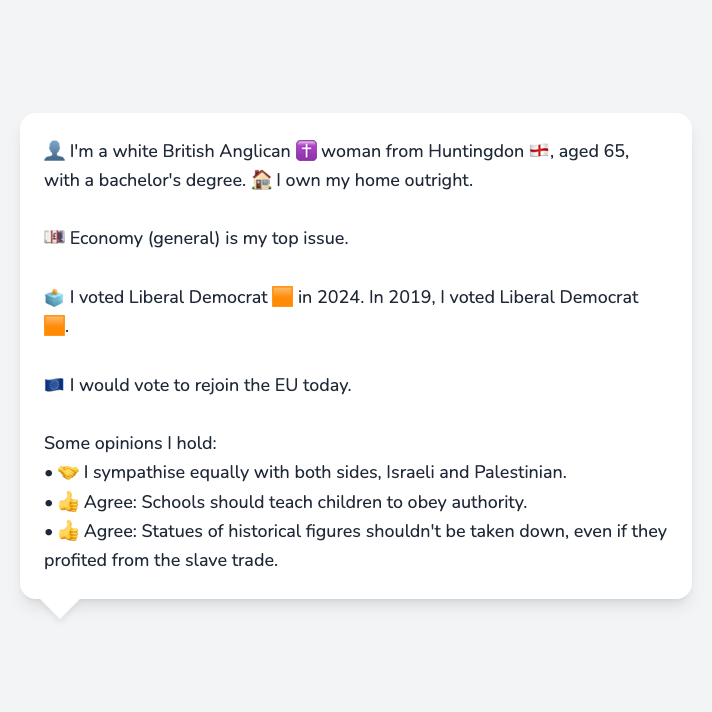 👤 I'm a white British Anglican ✝️ woman from Huntingdon 🏴󠁧󠁢󠁥󠁮󠁧󠁿, aged 65,
with a bachelor's degree. 🏠 I own my home outright.
💷 Economy (general) is my top issue.
🗳️ I voted Liberal Democrat 🟧 in 2024. In 2019, I voted Liberal Democrat
🟧.
🇪🇺 I would vote to rejoin the EU today.
Some opinions I hold:
• 🤝 I sympathise equally with both sides, Israeli and Palestinian.
• 👍 Agree: Schools should teach children to obey authority.
• 👍 Agree: Statues of historical figures shouldn't be taken down, even if they
profited from the slave trade.